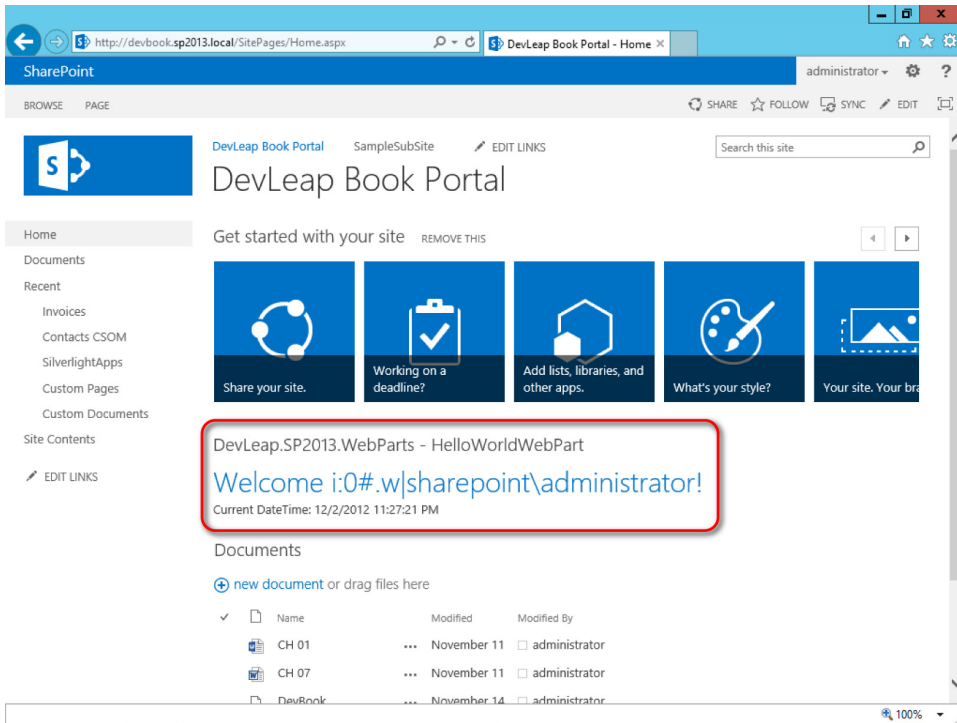 http://devbook.sp2013.local/SitePages/Home.aspx
DevLeap Book Portal - Home
SharePoint
administrator
?
BROWSE PAGE
SHARE FOLLOW SYNC EDIT
S
DevLeap Book Portal SampleSubSite EDIT LINKS
Search this site
DevLeap Book Portal
Home
Documents
Recent
Invoices
Contacts CSOM
SilverlightApps
Custom Pages
Custom Documents
Site Contents
EDIT LINKS
Get started with your site REMOVE THIS
Share your site.
Working on a
deadline?
Add lists, libraries, and
other apps.
What's your style?
Your site. Your bra
DevLeap.SP2013.WebParts - HelloWorldWebPart
Welcome i:0#.w|sharepoint\administrator!
Current DateTime: 12/2/2012 11:27:21 PM
Documents
new document or drag files here
Name Modified Modified By
CH 01 ... November 11 administrator
CH 07 ... November 11 administrator
DevBook ... November 14 administrator
100%